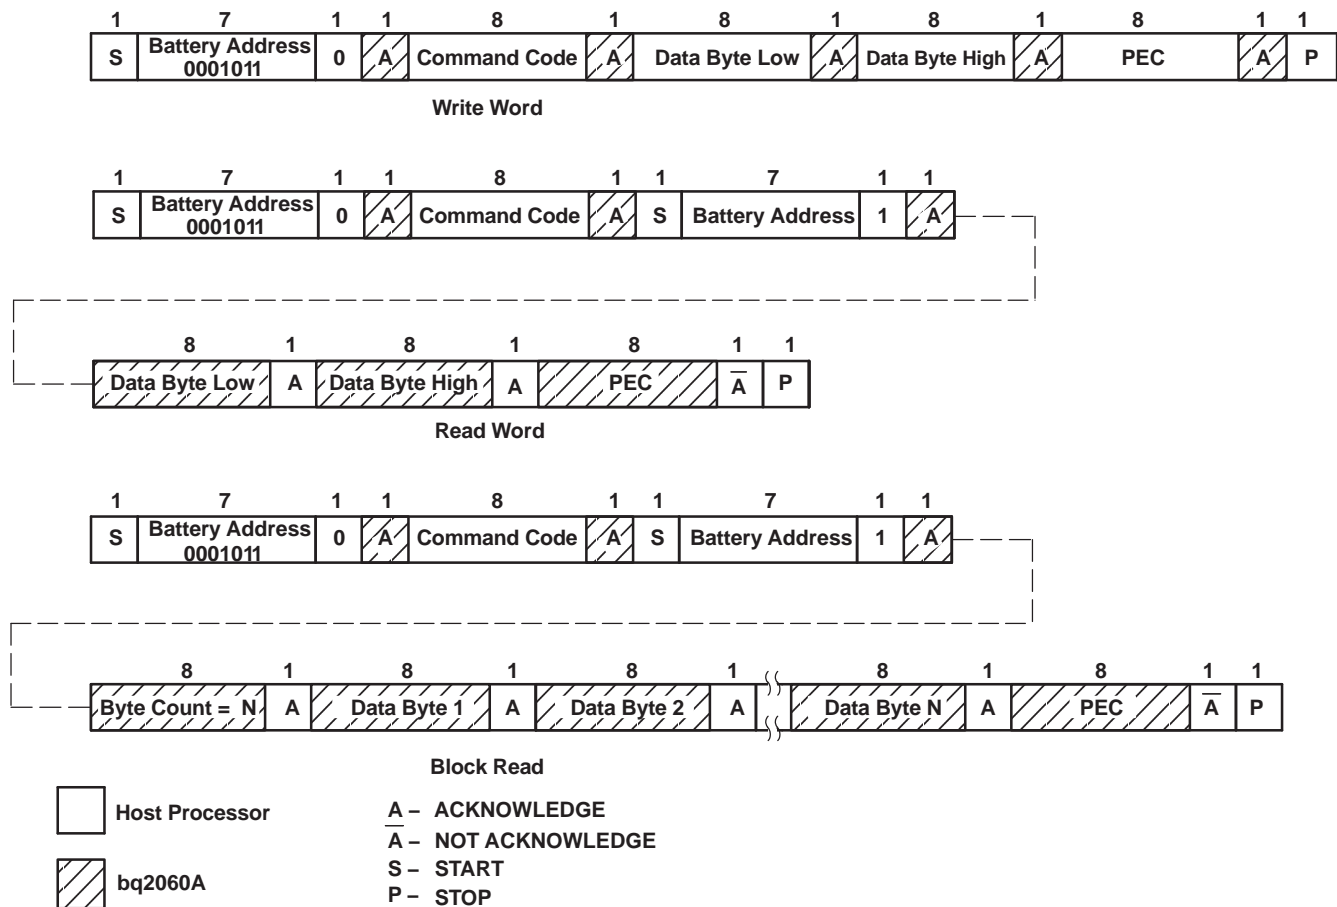 1 7 1 1 8 1 8 1 8 1 8 1 1
S Battery Address 0 A Command Code A Data Byte Low A Data Byte High A PEC A P
0001011
Write Word
1 7 1 1 8 1 1 7 1 1
S Battery Address 0 A Command Code A S Battery Address 1 A
0001011
8 1 8 1 8 1 1
Data Byte Low A Data Byte High A PEC A̅ P
Read Word
1 7 1 1 8 1 1 7 1 1
S Battery Address 0 A Command Code A S Battery Address 1 A
0001011
8 1 8 1 8 1 8 1 8 1 1
Byte Count = N A Data Byte 1 A Data Byte 2 A Data Byte N A PEC A̅ P
Block Read
Host Processor
bq2060A
A – ACKNOWLEDGE
A̅ – NOT ACKNOWLEDGE
S – START
P – STOP